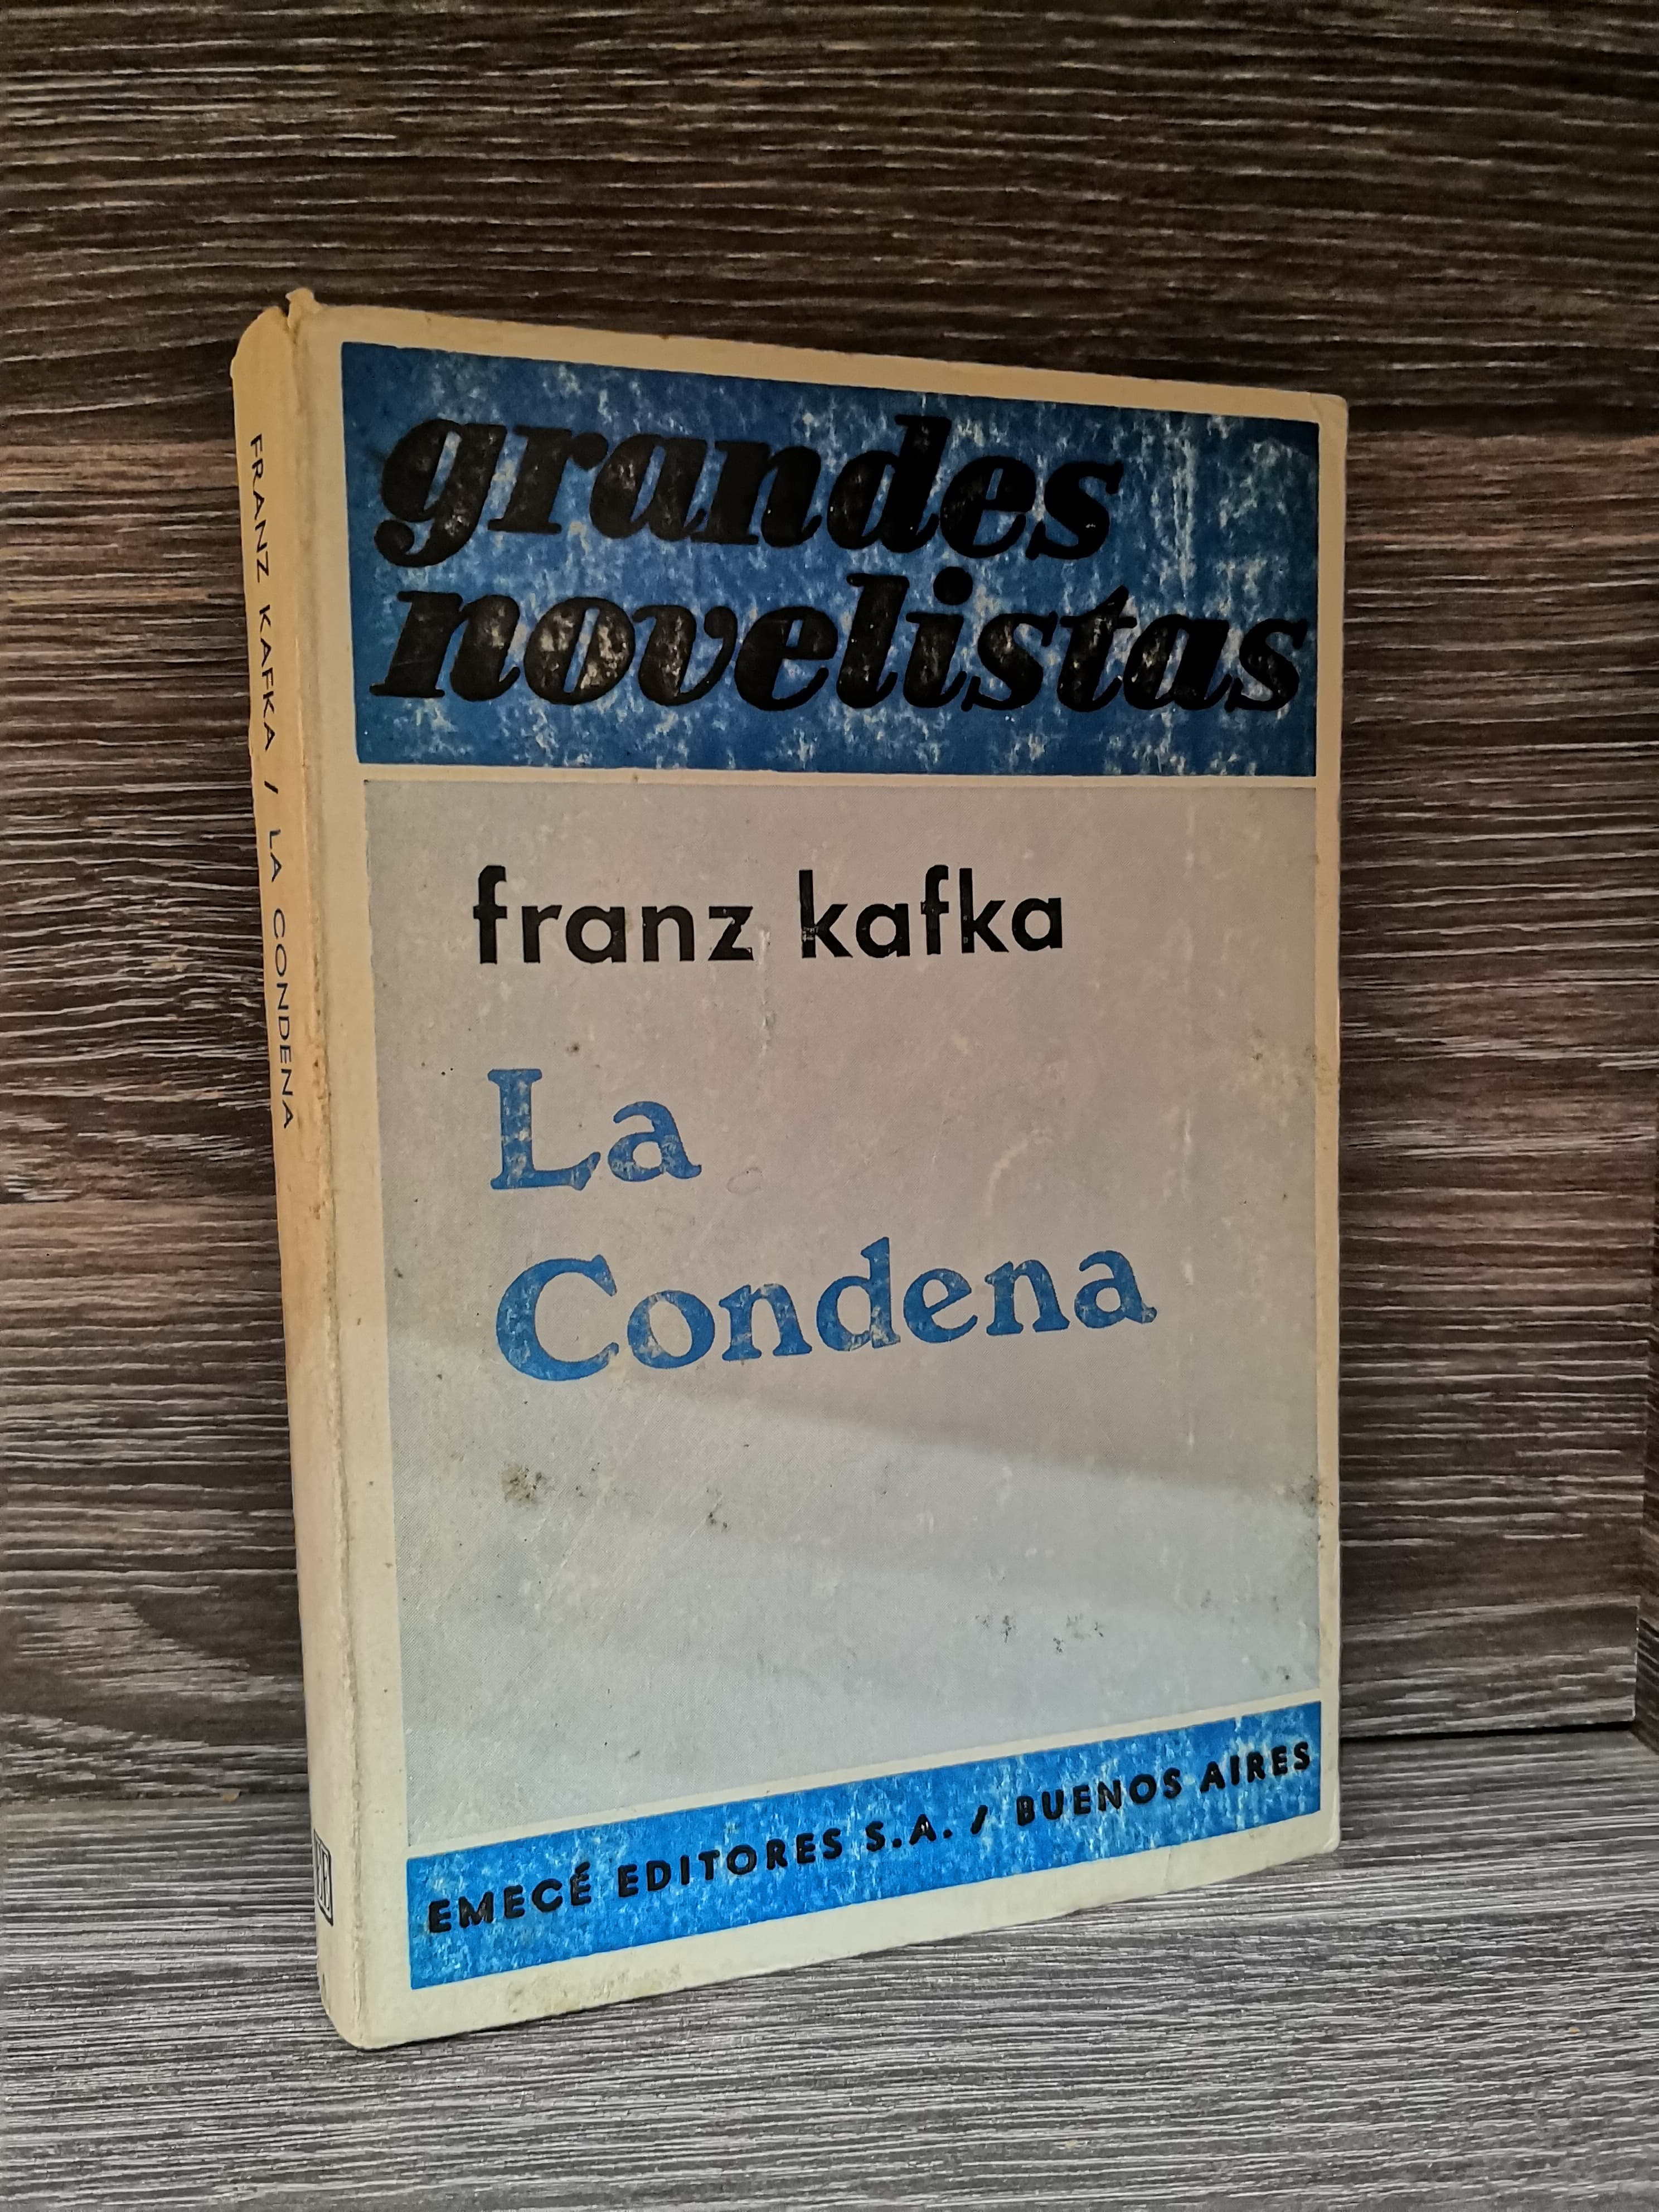 grandes
novelistas
franz kafka
La
Condena
EMECÉ EDITORES S.A. / BUENOS AIRES
FRANZ KAFKA / LA CONDENA